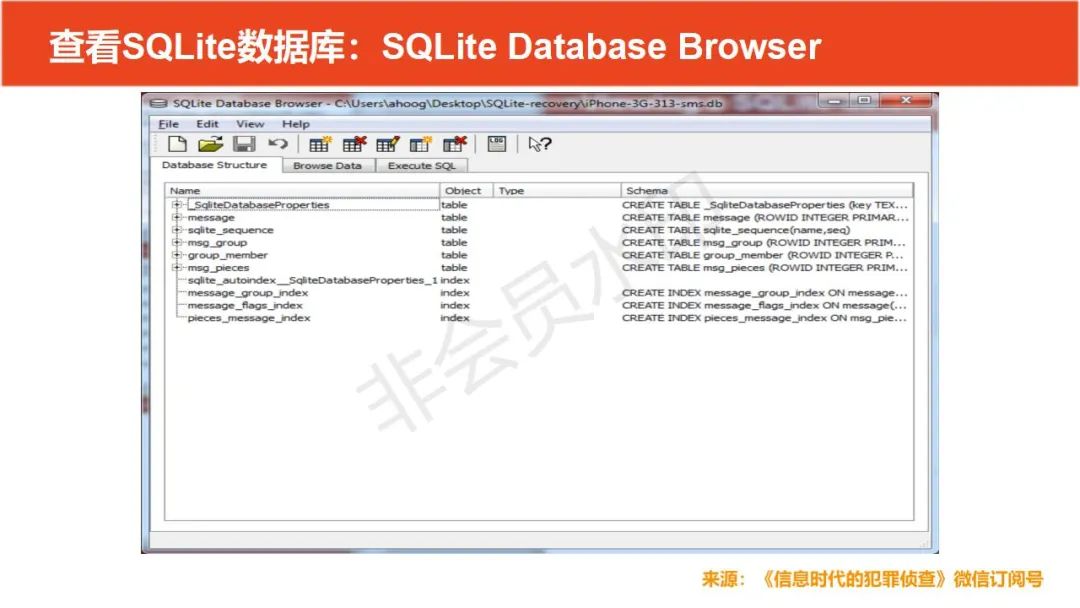 查看SQLite数据库：SQLite Database Browser
SQLite Database Browser - C:\Users\ahoog\Desktop\SQLite-recovery\iPhone-3G-313-sms.db
File Edit View Help
LOG
Database Structure Browse Data Execute SQL
Name Object Type Schema
_SqliteDatabaseProperties table CREATE TABLE _SqliteDatabaseProperties (key TEX...
message table CREATE TABLE message (ROWID INTEGER PRIMAR...
sqlite_sequence table CREATE TABLE sqlite_sequence(name,seq)
msg_group table CREATE TABLE msg_group (ROWID INTEGER PRIM...
group_member table CREATE TABLE group_member (ROWID INTEGER P...
msg_pieces table CREATE TABLE msg_pieces (ROWID INTEGER PRIM...
sqlite_autoindex__SqliteDatabaseProperties_1 index
message_group_index index CREATE INDEX message_group_index ON message...
message_flags_index index CREATE INDEX message_flags_index ON message(...
pieces_message_index index CREATE INDEX pieces_message_index ON msg_pie...
非会员水印
来源：《信息时代的犯罪侦查》微信订阅号